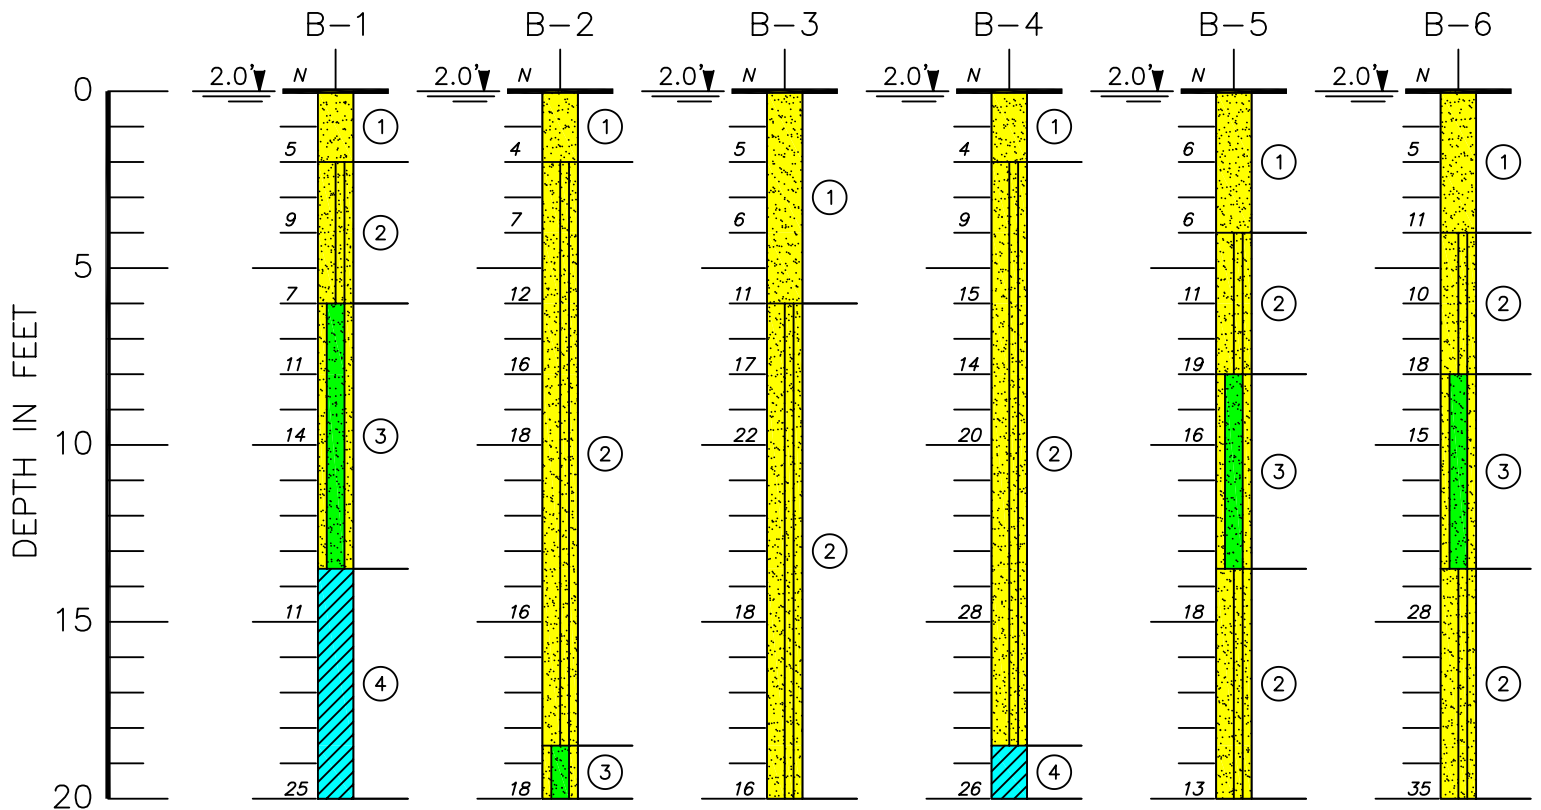 B-1 B-2 B-3 B-4 B-5 B-6
2.0' N 2.0' N 2.0' N 2.0' N 2.0' N 2.0' N
0
1 1 1
5 4 5 4 6 5
1 1
1
9 7 6 9 6 11
2
5
7 12 11 15 11 10
2 2
11 16 17 14 19 18
3
10 14 18 22 20 16 15
2 2
3 3
2
15 11 16 18 28 18 28
4 2 2
3 4
20 25 18 16 26 13 35
DEPTH IN FEET